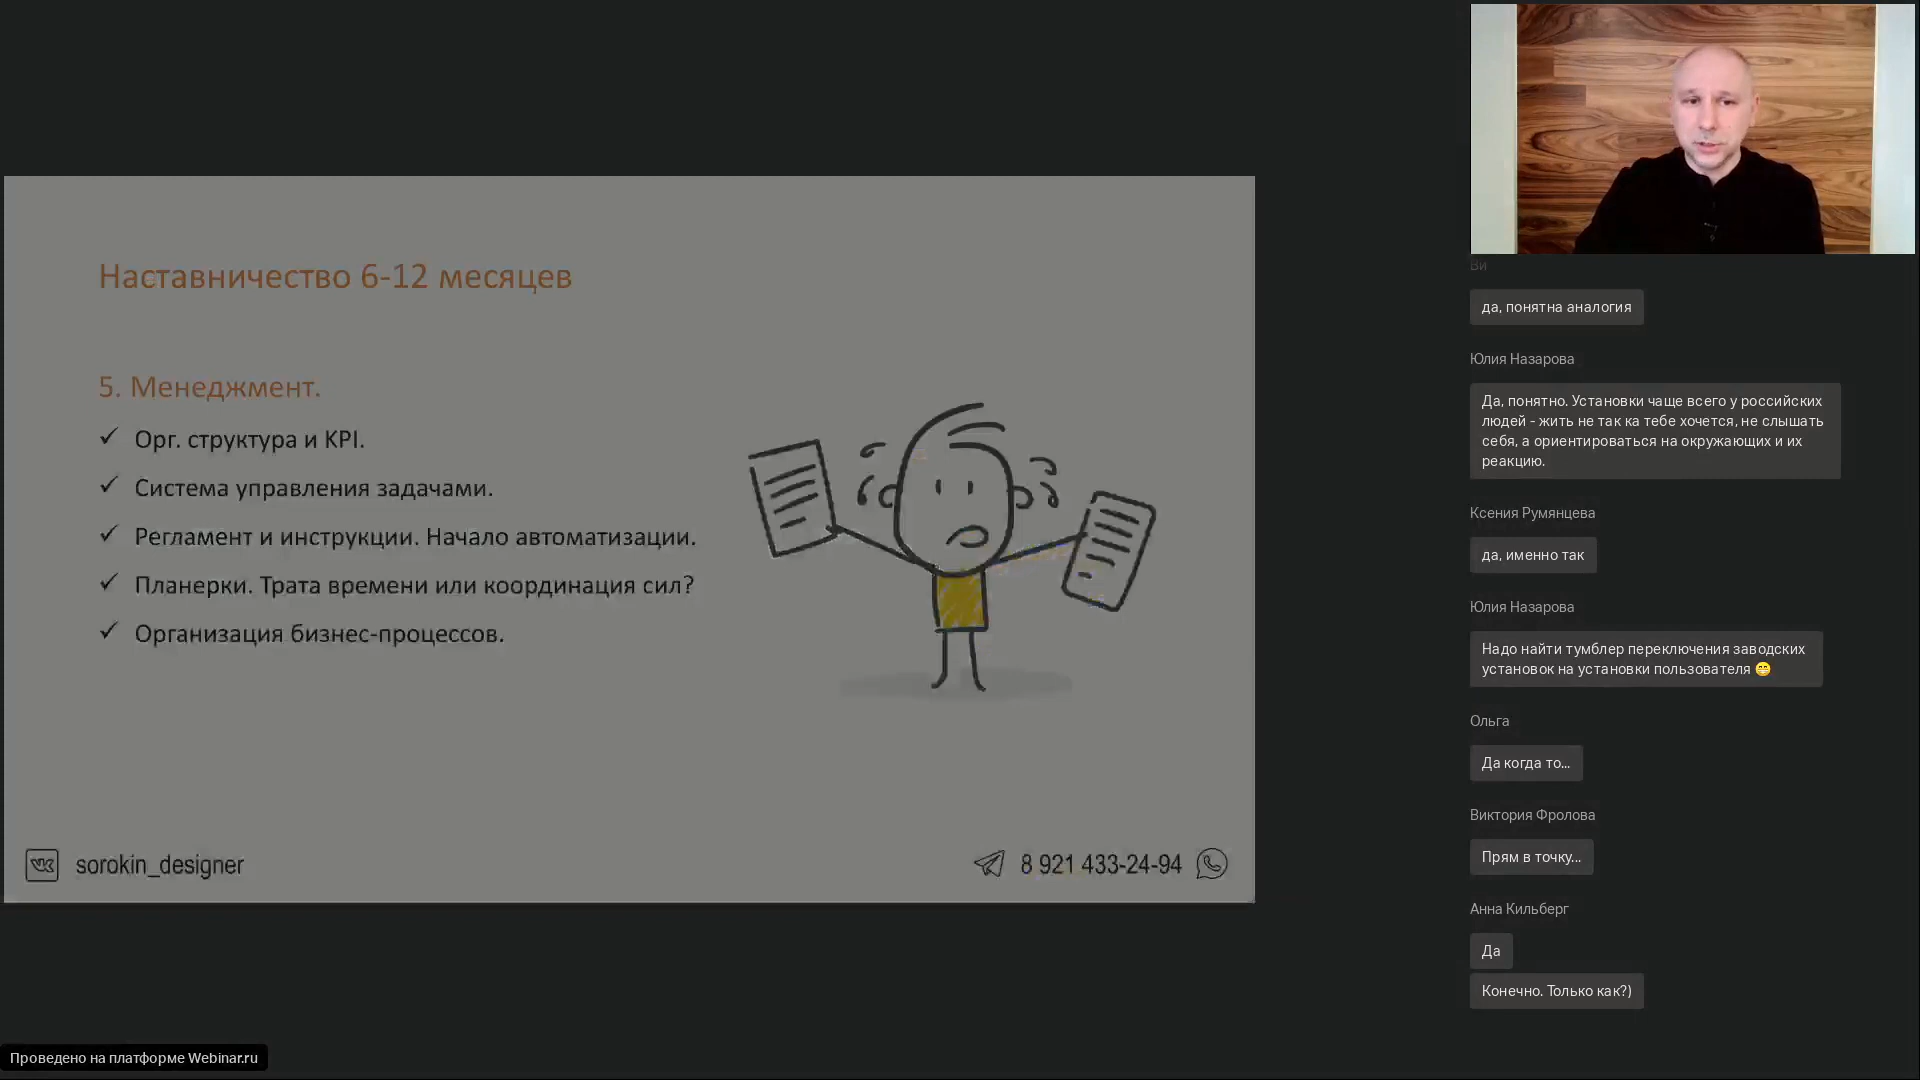 Наставничество 6-12 месяцев
5. Менеджмент.
Орг. структура и KPI.
Система управления задачами.
Регламент и инструкции. Начало автоматизации.
Планерки. Трата времени или координация сил?
Организация бизнес-процессов.
sorokin_designer
8 921 433-24-94
Проведено на платформе Webinar.ru
Ви
да, понятна аналогия
Юлия Назарова
Да, понятно. Установки чаще всего у российских
людей - жить не так ка тебе хочется, не слышать
себя, а ориентироваться на окружающих и их
реакцию.
Ксения Румянцева
да, именно так
Юлия Назарова
Надо найти тумблер переключения заводских
установок на установки пользователя 😁
Ольга
Да когда то...
Виктория Фролова
Прям в точку...
Анна Кильберг
Да
Конечно. Только как?)